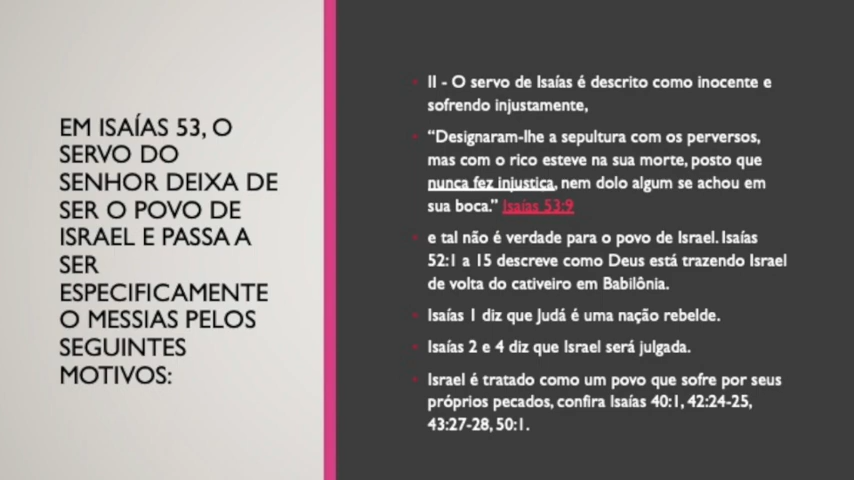 EM ISAÍAS 53, O
SERVO DO
SENHOR DEIXA DE
SER O POVO DE
ISRAEL E PASSA A
SER
ESPECIFICAMENTE
O MESSIAS PELOS
SEGUINTES
MOTIVOS:
II - O servo de Isaías é descrito como inocente e
sofrendo injustamente,
“Designaram-lhe a sepultura com os perversos,
mas com o rico esteve na sua morte, posto que
nunca fez injustiça, nem dolo algum se achou em
sua boca.” Isaías 53:9
e tal não é verdade para o povo de Israel. Isaías
52:1 a 15 descreve como Deus está trazendo Israel
de volta do cativeiro em Babilônia.
Isaías 1 diz que Judá é uma nação rebelde.
Isaías 2 e 4 diz que Israel será julgada.
Israel é tratado como um povo que sofre por seus
próprios pecados, confira Isaías 40:1, 42:24-25,
43:27-28, 50:1.